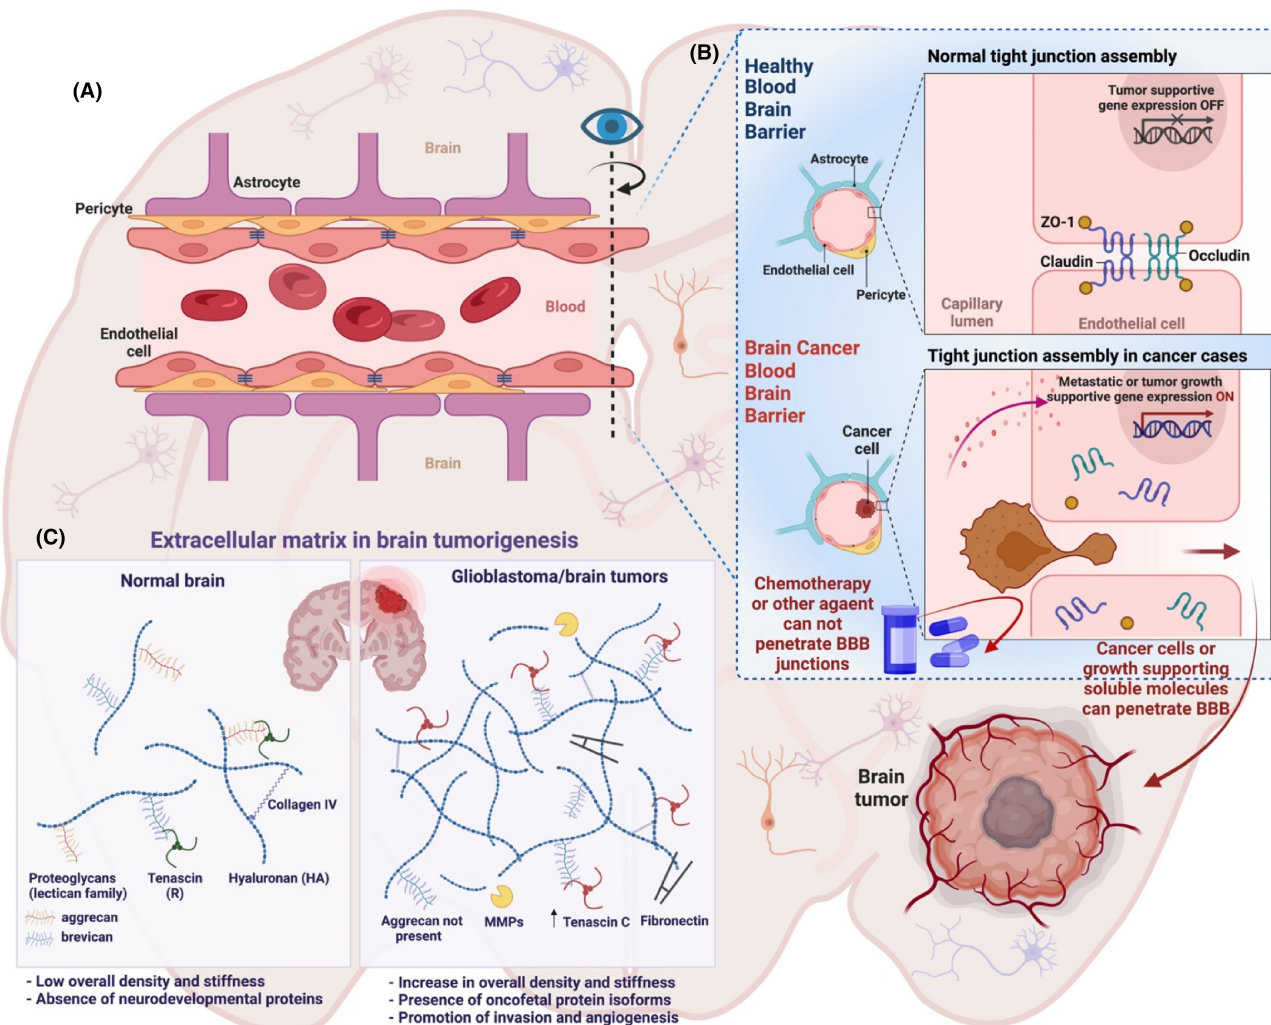 (A)
Brain
Astrocyte
Pericyte
Blood
Endothelial
cell
Brain
(B)
Healthy
Blood
Brain
Barrier
Astrocyte
Endothelial cell
Pericyte
Normal tight junction assembly
Tumor supportive
gene expression OFF
ZO-1
Claudin
Occludin
Capillary
lumen
Endothelial cell
Brain Cancer
Blood
Brain
Barrier
Cancer
cell
Tight junction assembly in cancer cases
Metastatic or tumor growth
supportive gene expression ON
Chemotherapy
or other agaent
can not
penetrate BBB
junctions
Cancer cells or
growth supporting
soluble molecules
can penetrate BBB
Brain
tumor
(C)
Extracellular matrix in brain tumorigenesis
Normal brain
Collagen IV
Proteoglycans
(lectican family)
Tenascin
(R)
Hyaluronan (HA)
aggrecan
brevican
- Low overall density and stiffness
- Absence of neurodevelopmental proteins
Glioblastoma/brain tumors
Aggrecan not
present
MMPs
↑ Tenascin C
Fibronectin
- Increase in overall density and stiffness
- Presence of oncofetal protein isoforms
- Promotion of invasion and angiogenesis